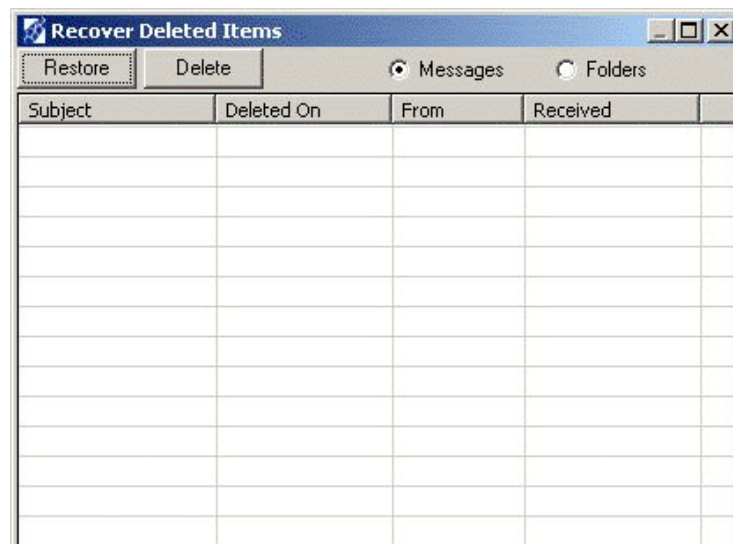 Recover Deleted Items
Restore Delete Messages Folders
Subject Deleted On From Received